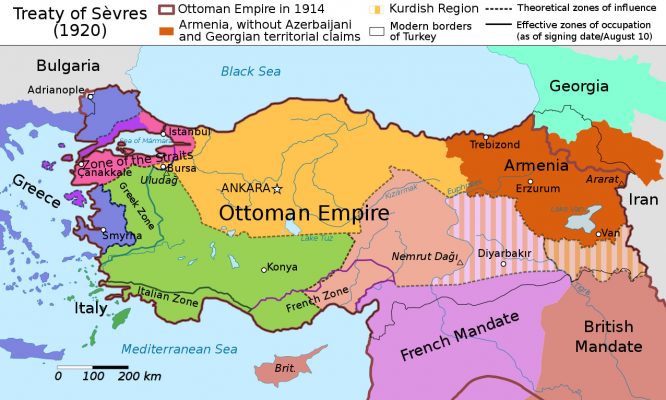 Treaty of Sèvres
(1920)
Ottoman Empire in 1914
Armenia, without Azerbaijani
and Georgian territorial claims
Kurdish Region
Modern borders
of Turkey
Theoretical zones of influence
Effective zones of occupation
(as of signing date/August 10)
Bulgaria
Adrianople
Black Sea
Georgia
Istanbul
Sea of Mármara
Zone of the Straits
Çanakkale
Bursa
Uludağ
Trebizond
Armenia
Ararat
Erzurum
Iran
Greece
Greek Zone
ANKARA
Ottoman Empire
Kızılırmak
Euphrates
Lake Van
Van
Smyrna
Lake Tuz
Konya
Nemrut Dağı
Diyarbakır
Italian Zone
French Zone
Tigris
Italy
French Mandate
British
Mandate
Mediterranean Sea
Brit.
0
100
200 km